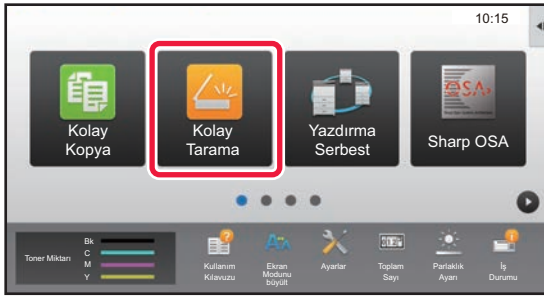 10:15
Kolay
Kopya
Kolay
Tarama
Yazdırma
Serbest
OSA
Sharp OSA
Toner Miktarı
Bk
C
M
Y
Kullanım
Kılavuzu
Ekran
Modunu
büyült
Ayarlar
Toplam
Sayı
Parlaklık
Ayarı
İş
Durumu